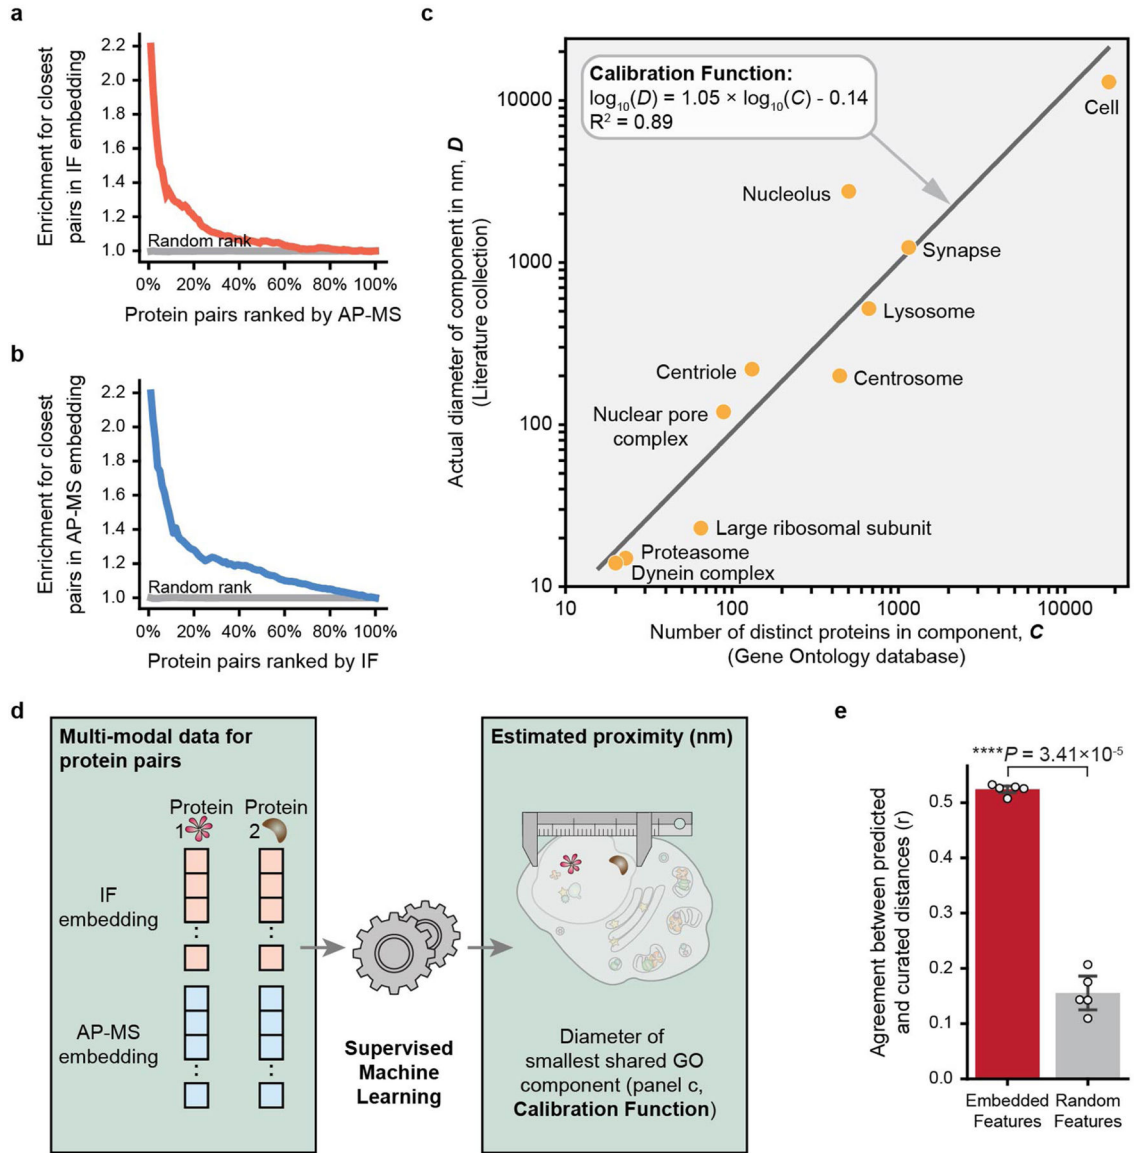 a
Enrichment for closest
pairs in IF embedding
2.2
2.0
1.8
1.6
1.4
1.2
1.0
Random rank
0% 20% 40% 60% 80% 100%
Protein pairs ranked by AP-MS
b
Enrichment for closest
pairs in AP-MS embedding
2.2
2.0
1.8
1.6
1.4
1.2
1.0
Random rank
0% 20% 40% 60% 80% 100%
Protein pairs ranked by IF
c
Actual diameter of component in nm, D
(Literature collection)
10000
1000
100
10
Calibration Function:
log10(D) = 1.05 × log10(C) - 0.14
R² = 0.89
Cell
Nucleolus
Synapse
Lysosome
Centriole
Centrosome
Nuclear pore
complex
Large ribosomal subunit
Proteasome
Dynein complex
10 100 1000 10000
Number of distinct proteins in component, C
(Gene Ontology database)
d
Multi-modal data for
protein pairs
Protein Protein
1 2
IF
embedding
AP-MS
embedding
Supervised
Machine
Learning
Estimated proximity (nm)
Diameter of
smallest shared GO
component (panel c,
Calibration Function)
e
****P = 3.41×10⁻⁵
Agreement between predicted
and curated distances (r)
0.5
0.4
0.3
0.2
0.1
0.0
Embedded Random
Features Features